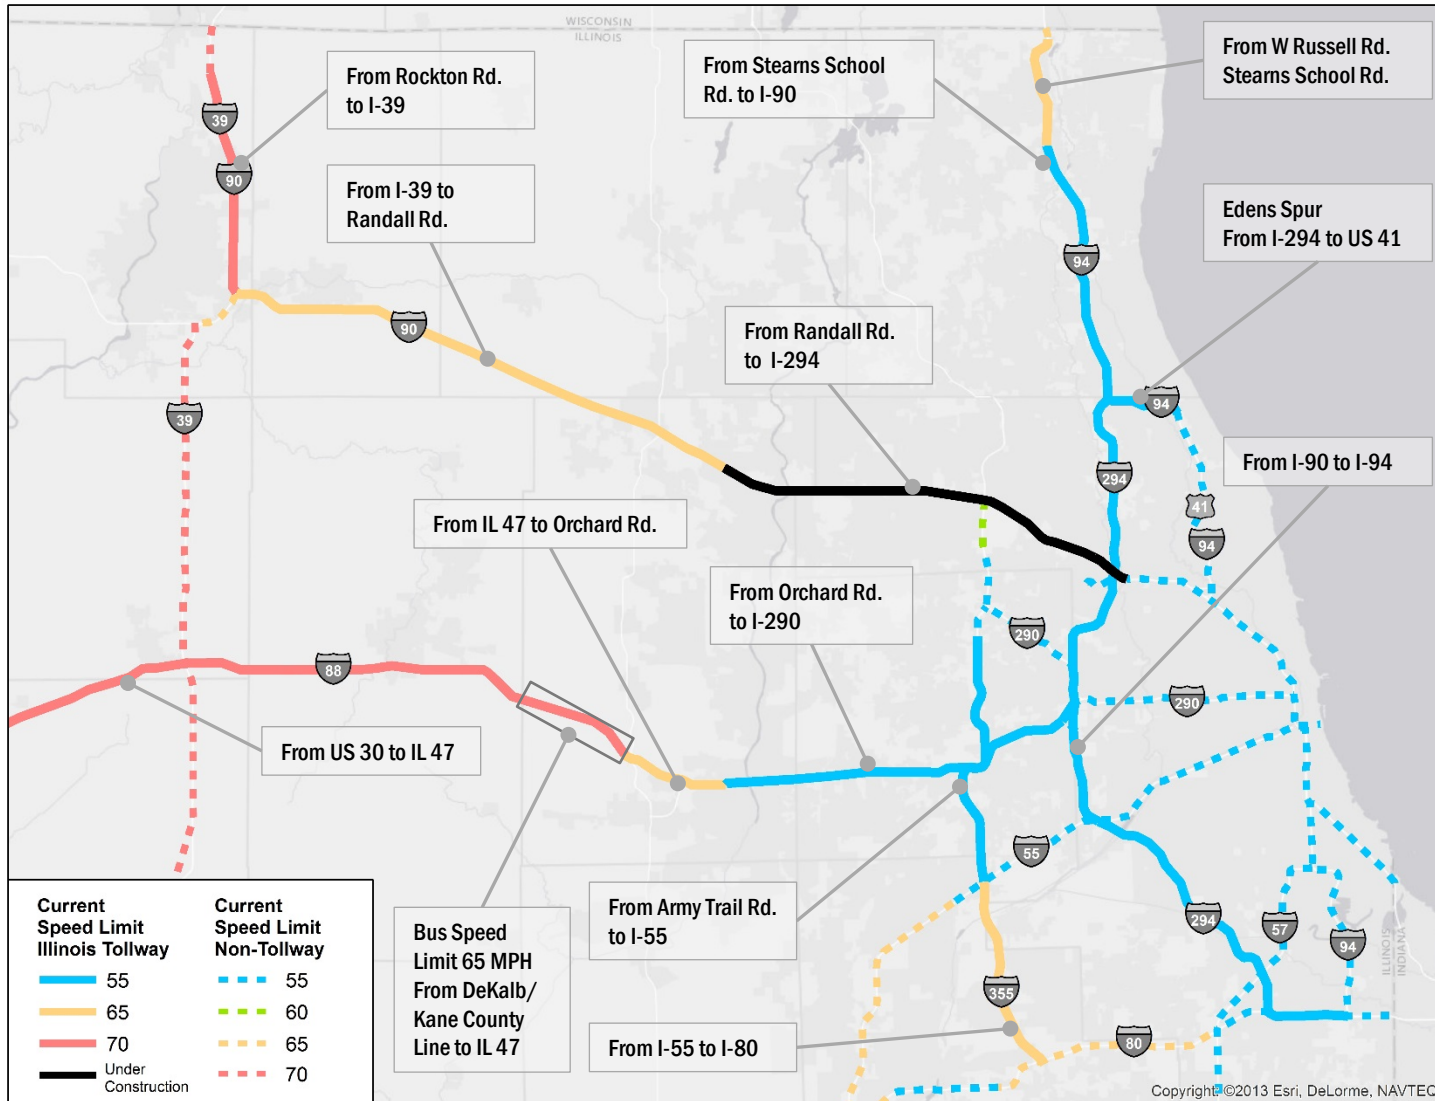 WISCONSIN
ILLINOIS
From Rockton Rd.
to I-39
From Stearns School
Rd. to I-90
From W Russell Rd.
Stearns School Rd.
39
90
From I-39 to
Randall Rd.
Edens Spur
From I-294 to US 41
94
90
From Randall Rd.
to I-294
94
39
From I-90 to I-94
294
41
94
From IL 47 to Orchard Rd.
From Orchard Rd.
to I-290
290
88
290
From US 30 to IL 47
55
From Army Trail Rd.
to I-55
294
57
94
ILLINOIS
INDIANA
Bus Speed
Limit 65 MPH
From DeKalb/
Kane County
Line to IL 47
355
From I-55 to I-80
80
Current
Speed Limit
Illinois Tollway
55
65
70
Under
Construction
Current
Speed Limit
Non-Tollway
55
60
65
70
Copyright: ©2013 Esri, DeLorme, NAVTEQ